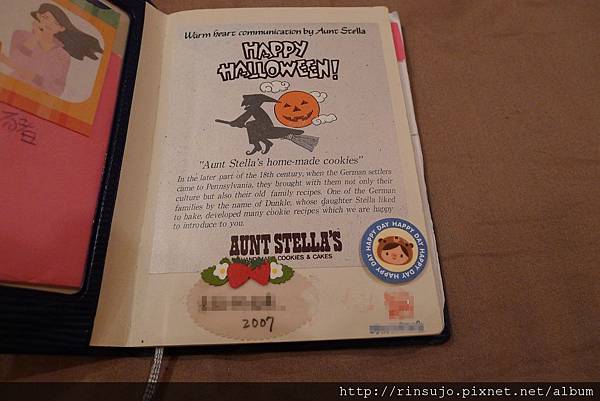 Warm heart communication by Aunt Stella
HAPPY
HALLOWEEN!
"Aunt Stella's home-made cookies"
In the later part of the 18th century, when the German settlers
came to Pennsylvania, they brought with them not only their
culture but also their old family recipes. One of the German
families by the name of Dunkle, whose daughter Stella liked
to bake, developed many cookie recipes which we are happy
to introduce to you.
AUNT STELLA'S
COOKIES & CAKES
HAPPY DAY HAPPY DAY HAPPY DAY HAPPY DAY
2007
http://rinsujo.pixnet.net/album